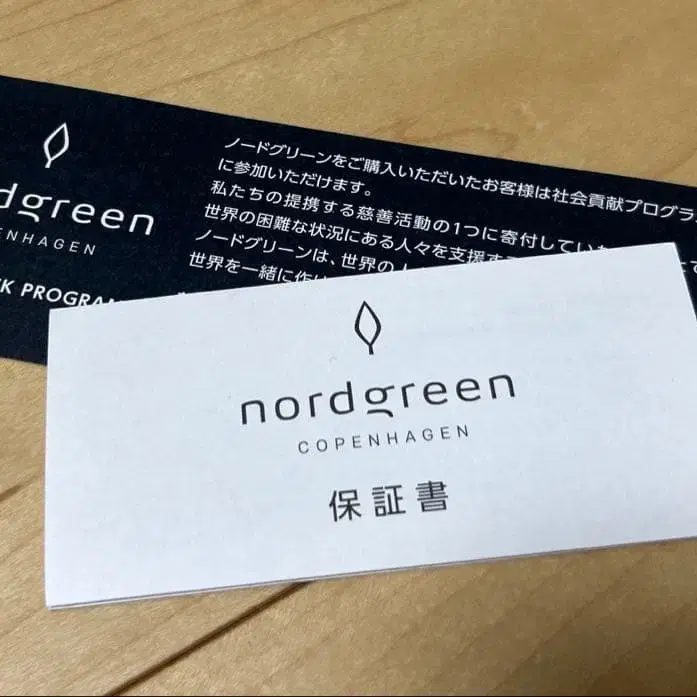 dgreen
ENHAGEN
K PROGRAM
ノードグリーンをご購入いただいたお客様は社会貢献プログラ
に参加いただけます。
私たちの提携する慈善活動の1つに寄付してい
世界の困難な状況にある人々を支援す
ノードグリーンは、世界の
世界を一緒に作
nordgreen
COPENHAGEN
保証書